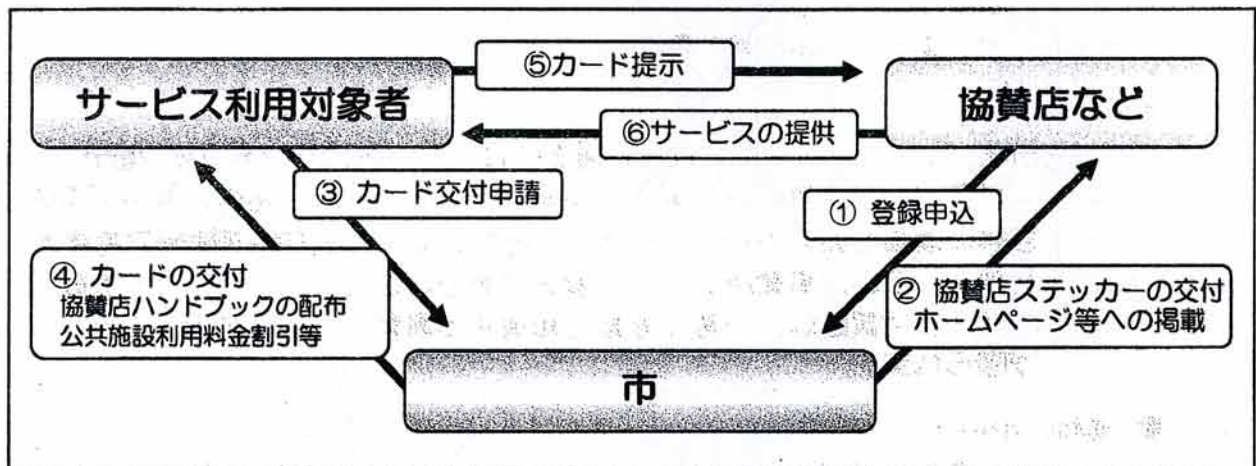 ⑤カード提示
サービス利用対象者
協賛店など
⑥サービスの提供
③ カード交付申請
① 登録申込
④ カードの交付
協賛店ハンドブックの配布
公共施設利用料金割引等
② 協賛店ステッカーの交付
ホームページ等への掲載
市